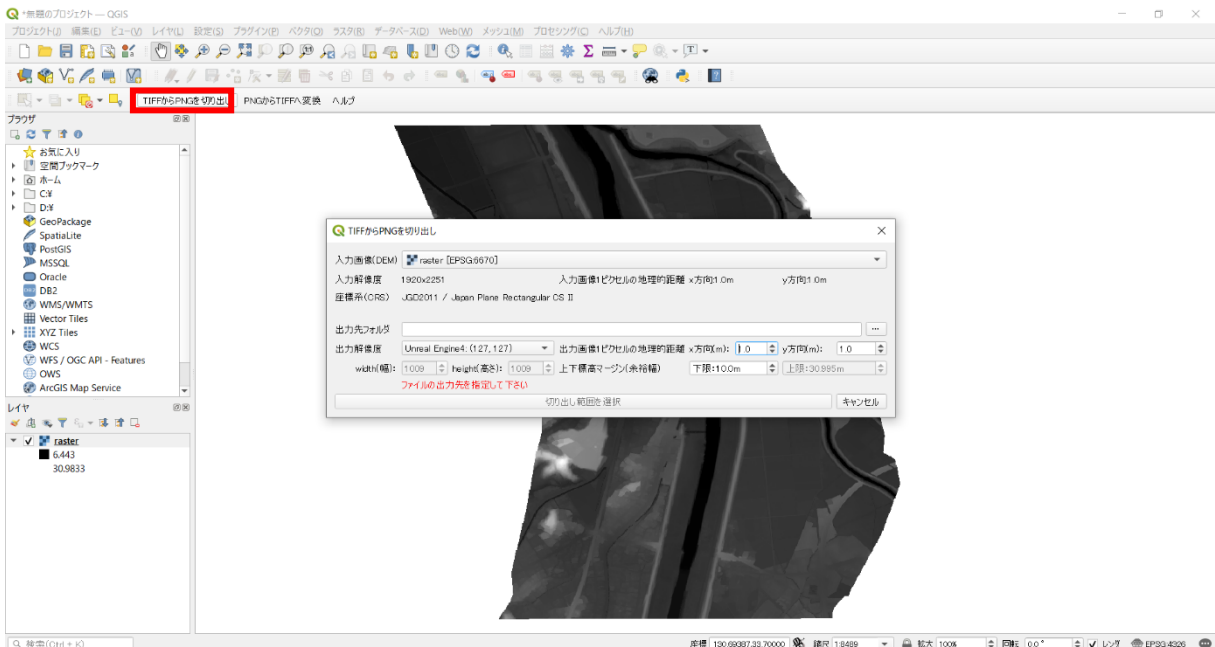 *無題のプロジェクト — QGIS
プロジェクト(J) 編集(E) ビュー(V) レイヤ(L) 設定(S) プラグイン(P) ベクタ(O) ラスタ(R) データベース(D) Web(W) メッシュ(M) プロセシング(C) ヘルプ(H)
TIFFからPNGを切り出し PNGからTIFFへ変換 ヘルプ
ブラウザ
お気に入り
空間ブックマーク
ホーム
C:¥
D:¥
GeoPackage
SpatiaLite
PostGIS
MSSQL
Oracle
DB2
WMS/WMTS
Vector Tiles
XYZ Tiles
WCS
WFS / OGC API - Features
OWS
ArcGIS Map Service
レイヤ
raster
6.443
30.9833
TIFFからPNGを切り出し
入力画像(DEM) raster [EPSG:6670]
入力解像度 1920x2251 入力画像1ピクセルの地理的距離 x方向:1.0m y方向:1.0m
座標系(CRS) JGD2011 / Japan Plane Rectangular CS II
出力先フォルダ ...
出力解像度 Unreal Engine4: (127, 127) 出力画像1ピクセルの地理的距離 x方向(m): 1.0 y方向(m): 1.0
width(幅): 1009 height(高さ): 1009 上下標高マージン(余裕幅) 下限:10.0m 上限:30.985m
ファイルの出力先を指定して下さい
切り出し範囲を選択 キャンセル
検索(Ctrl + K) 座標 130.69387,33.70000 縮尺 1:8489 拡大 100% 回転 0.0° レンダ EPSG:4326